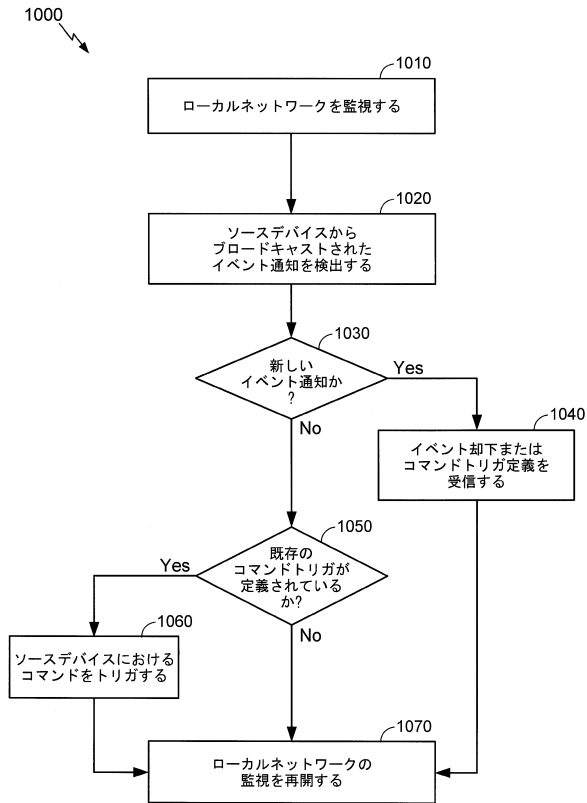 1000
1010
ローカルネットワークを監視する
1020
ソースデバイスから
ブロードキャストされた
イベント通知を検出する
1030
新しい
イベント通知か
?
Yes
No
1040
イベント却下または
コマンドトリガ定義を
受信する
1050
既存の
コマンドトリガが
定義されている
か?
Yes
No
1060
ソースデバイスにおける
コマンドをトリガする
1070
ローカルネットワークの
監視を再開する